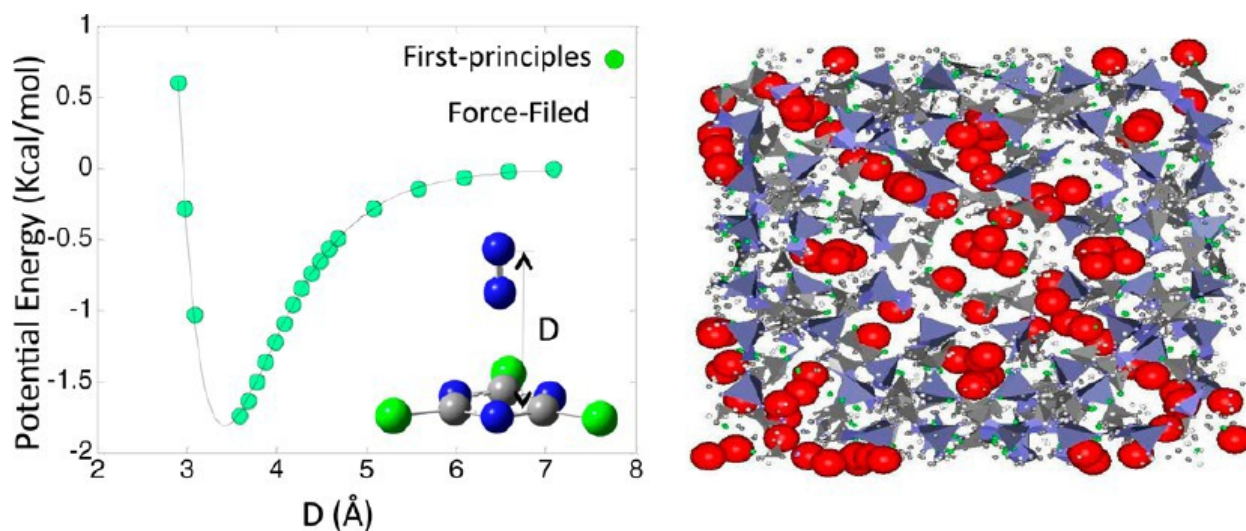 1
First-principles
0.5
Force-Filed
0
-0.5
-1
D
-1.5
-2
2 3 4 5 6 7 8
D (Å)
Potential Energy (Kcal/mol)